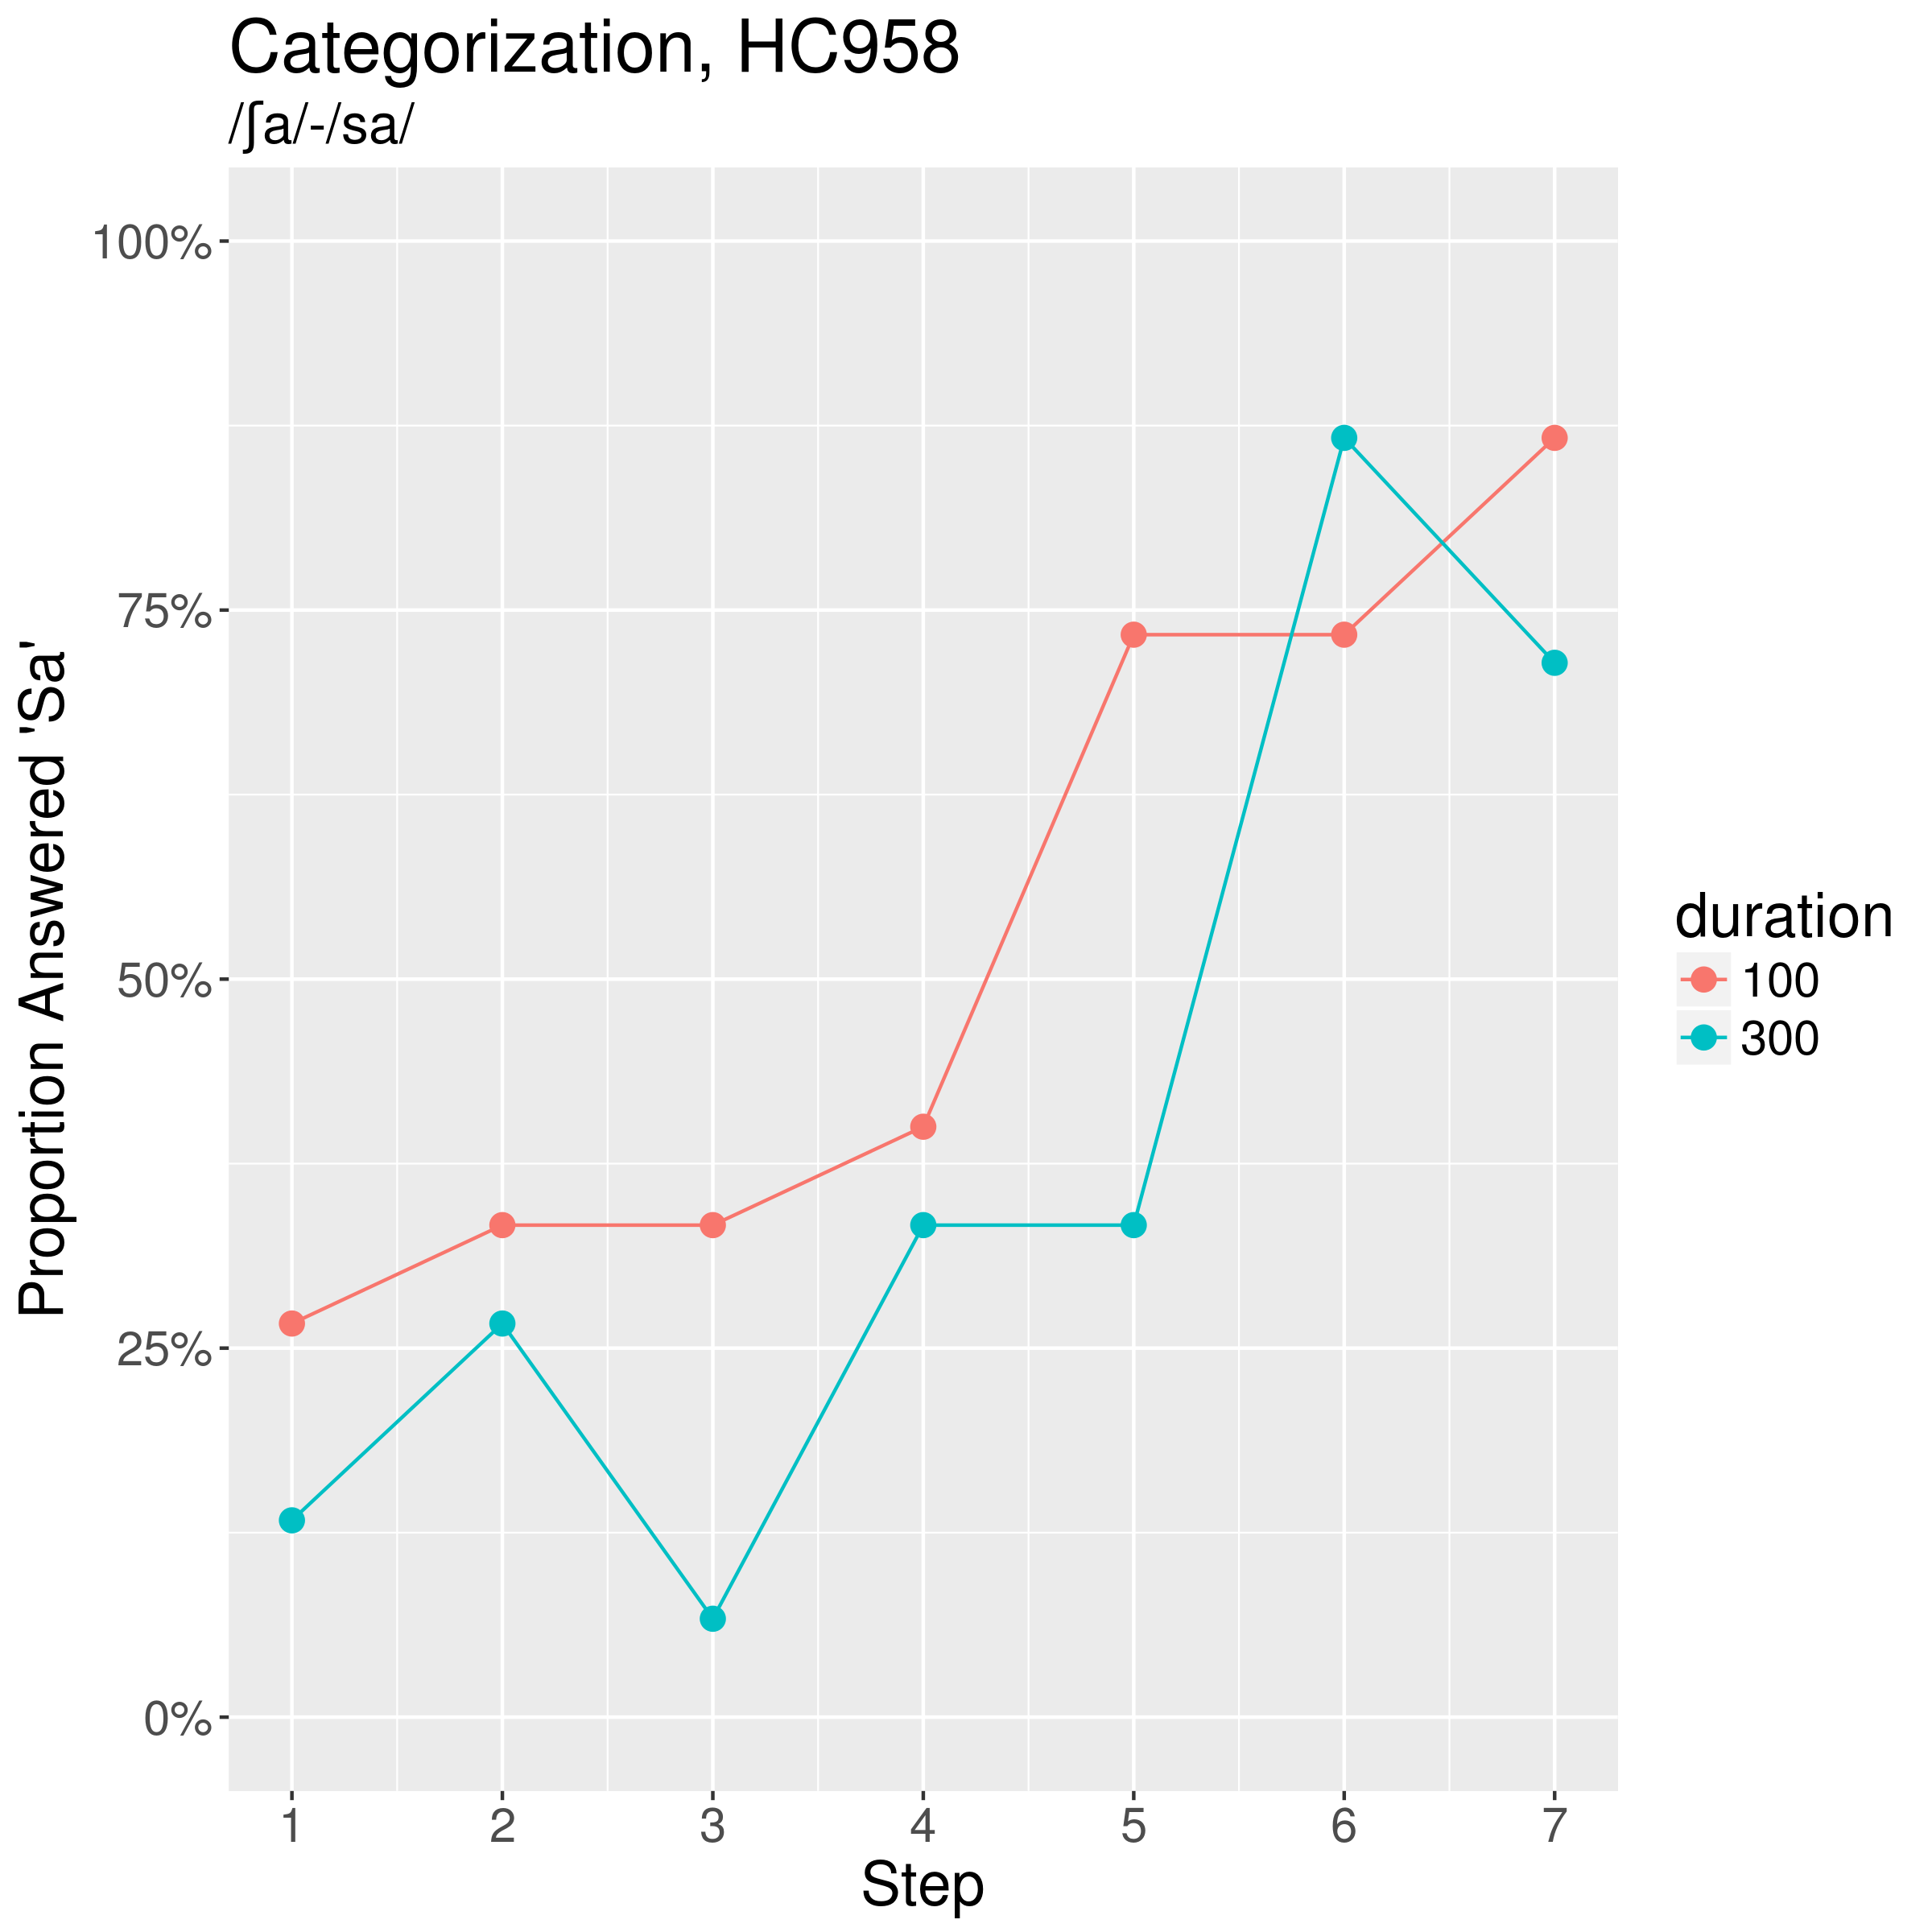 Categorization, HC958
/ʃa/-/sa/
100%
75%
50%
25%
0%
Proportion Answered 'Sa'
1 2 3 4 5 6 7
Step
duration
100
300